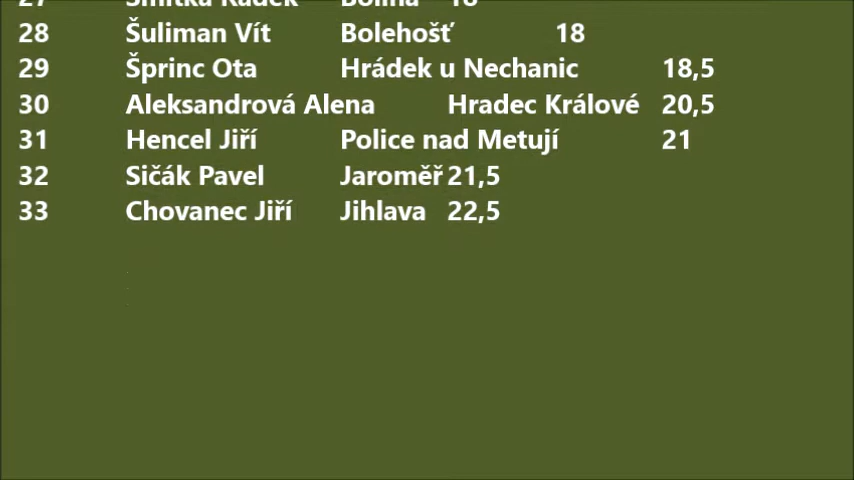 28 Šuliman Vít Bolehošť 18
29 Šprinc Ota Hrádek u Nechanic 18,5
30 Aleksandrová Alena Hradec Králové 20,5
31 Hencel Jiří Police nad Metují 21
32 Sičák Pavel Jaroměř 21,5
33 Chovanec Jiří Jihlava 22,5